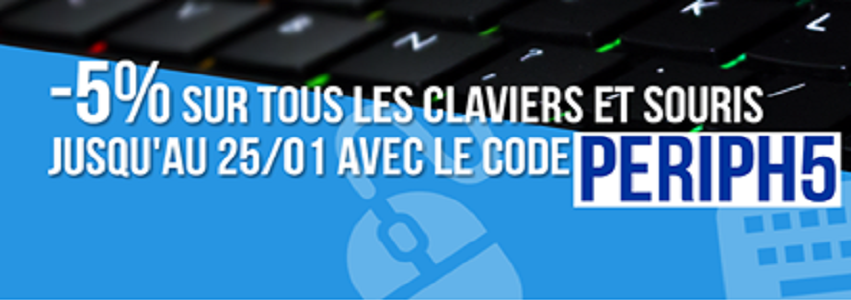 -5% SUR TOUS LES CLAVIERS ET SOURIS
JUSQU'AU 25/01 AVEC LE CODE PERIPH5